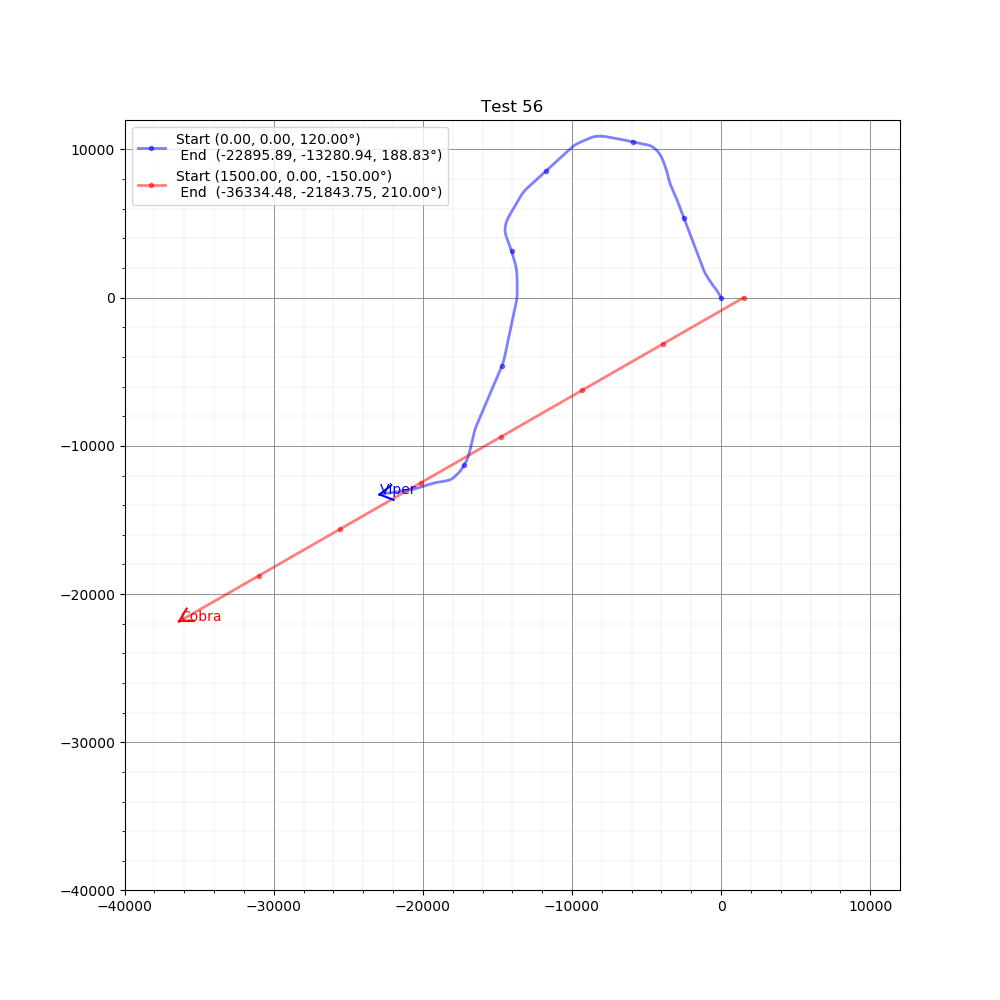 Test 56
Start (0.00, 0.00, 120.00°)
End (-22895.89, -13280.94, 188.83°)
Start (1500.00, 0.00, -150.00°)
End (-36334.48, -21843.75, 210.00°)
10000
0
−10000
−20000
−30000
−40000
Viper
Cobra
−40000
−30000
−20000
−10000
0
10000